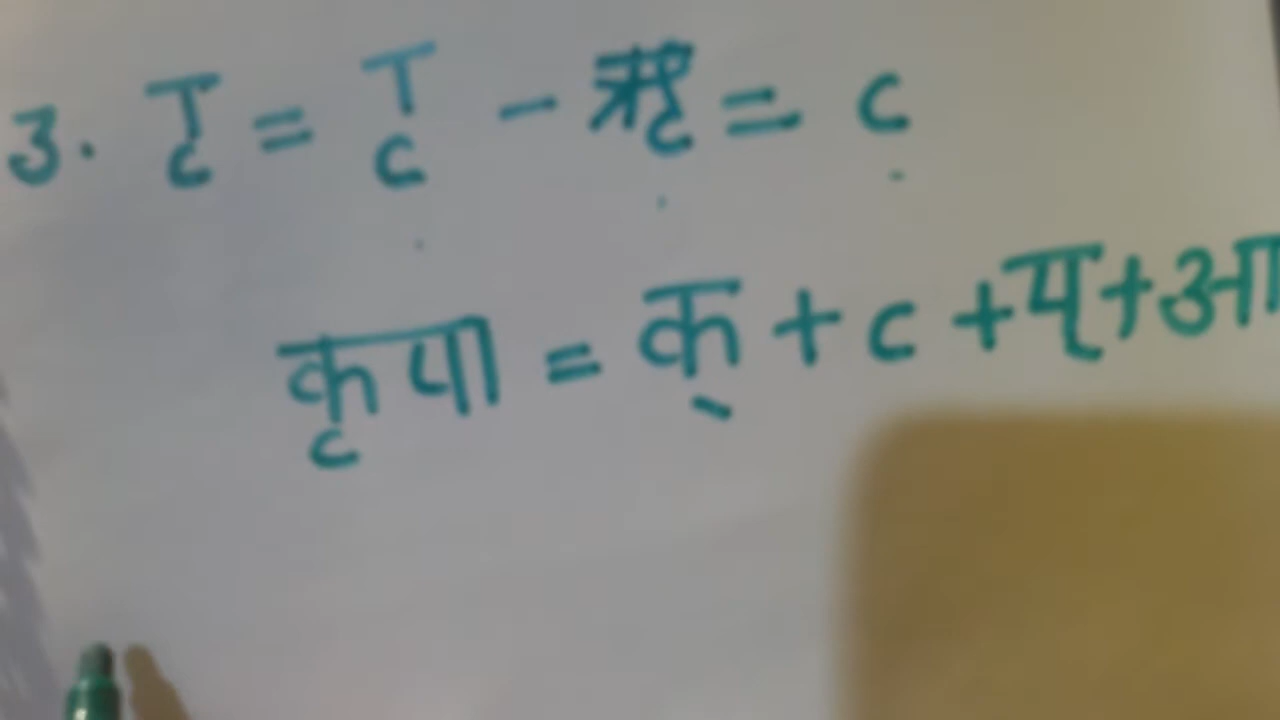 3. ृ = ृ - ॠ = ृ
कृपा = क् + ृ + प् + आ